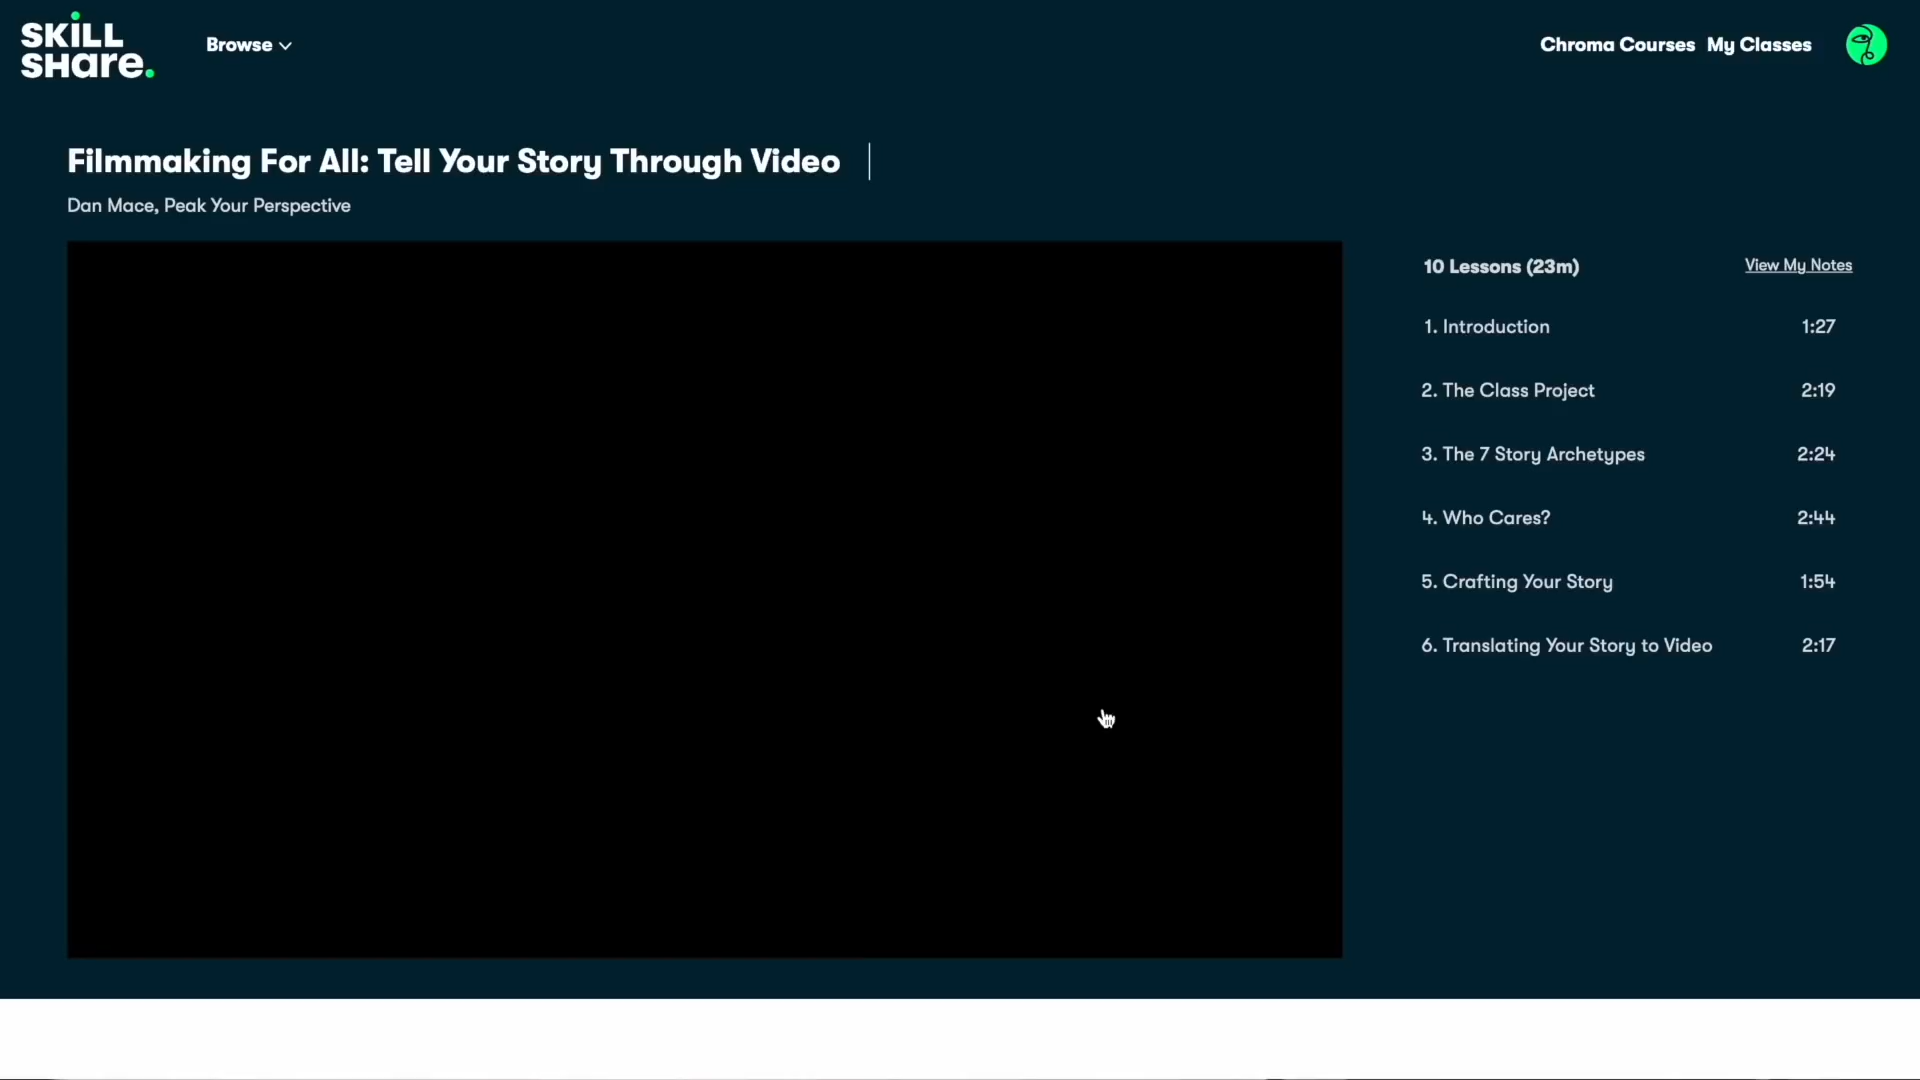 SKILL
SHare.
Browse
Chroma Courses
My Classes
Filmmaking For All: Tell Your Story Through Video
Dan Mace, Peak Your Perspective
10 Lessons (23m)
View My Notes
1. Introduction 1:27
2. The Class Project 2:19
3. The 7 Story Archetypes 2:24
4. Who Cares? 2:44
5. Crafting Your Story 1:54
6. Translating Your Story to Video 2:17